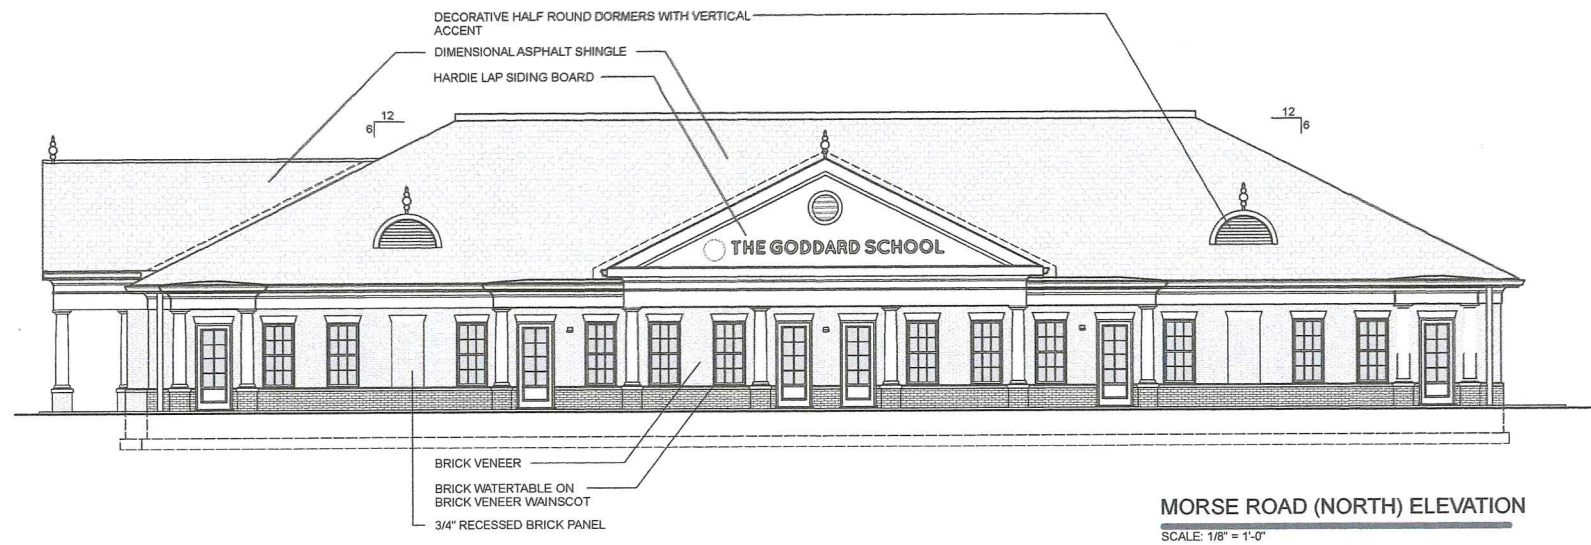 DECORATIVE HALF ROUND DORMERS WITH VERTICAL
ACCENT
DIMENSIONAL ASPHALT SHINGLE
HARDIE LAP SIDING BOARD
12
6
12
6
THE GODDARD SCHOOL
BRICK VENEER
BRICK WATERTABLE ON
BRICK VENEER WAINSCOT
3/4" RECESSED BRICK PANEL
MORSE ROAD (NORTH) ELEVATION
SCALE: 1/8" = 1'-0"